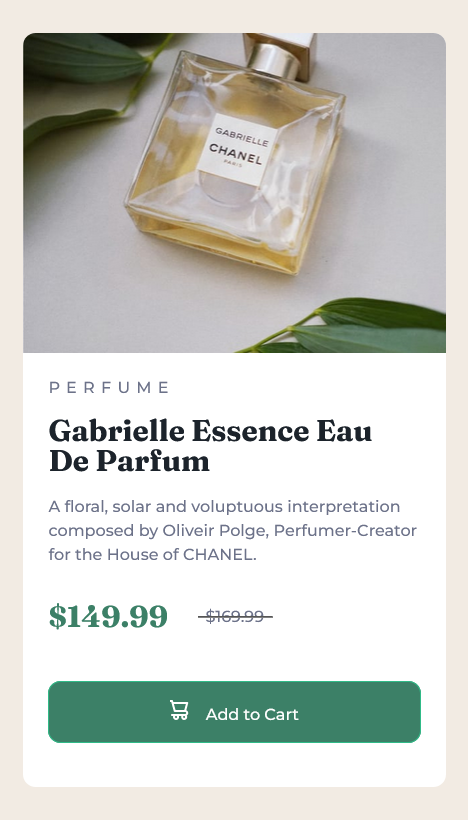 GABRIELLE
CHANEL
PARIS
PERFUME
Gabrielle Essence Eau
De Parfum
A floral, solar and voluptuous interpretation
composed by Oliveir Polge, Perfumer-Creator
for the House of CHANEL.
$149.99 $169.99
Add to Cart